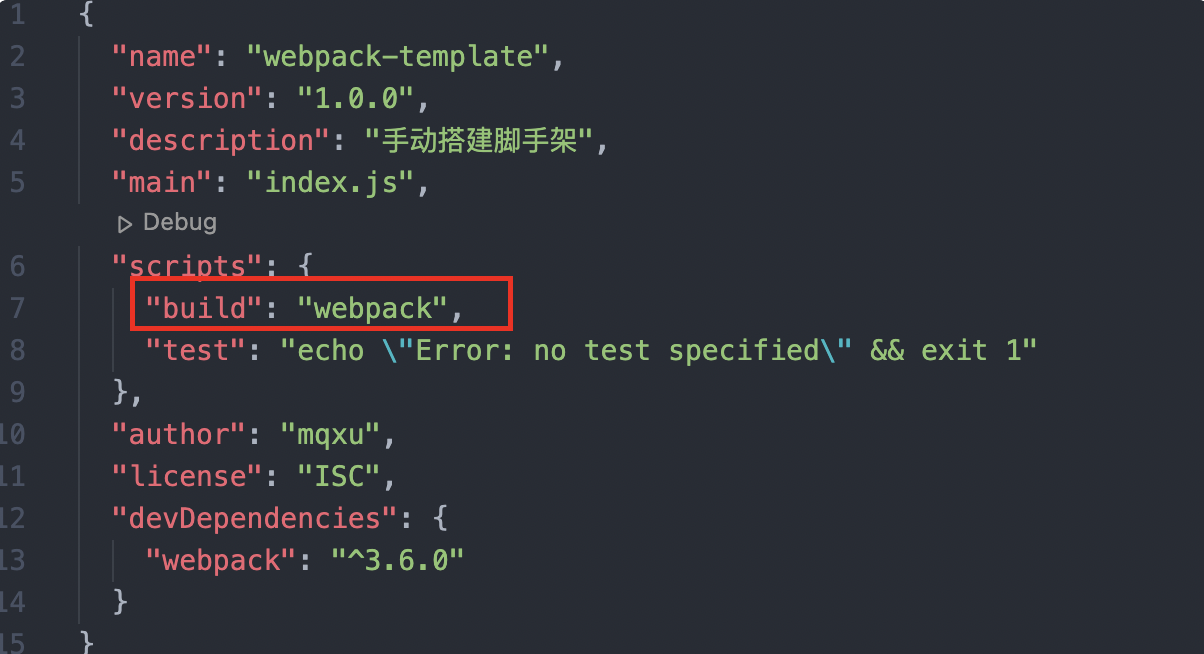 1 {
2 "name": "webpack-template",
3 "version": "1.0.0",
4 "description": "手动搭建脚手架",
5 "main": "index.js",
Debug
6 "scripts": {
7 "build": "webpack",
8 "test": "echo \"Error: no test specified\" && exit 1"
9 },
10 "author": "mqxu",
11 "license": "ISC",
12 "devDependencies": {
13 "webpack": "^3.6.0"
14 }
15 }